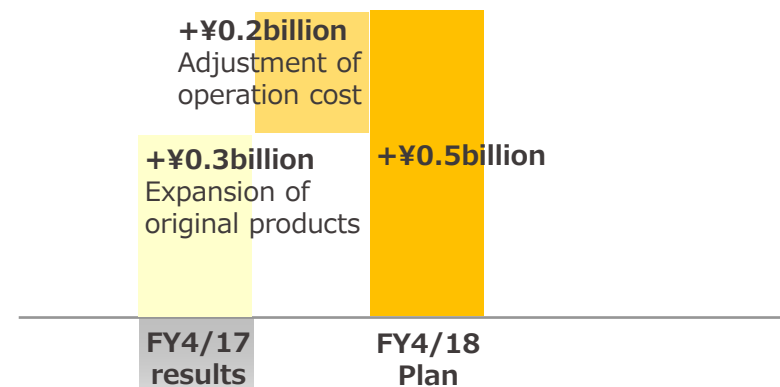 +¥0.2billion
Adjustment of
operation cost
+¥0.3billion
Expansion of
original products
+¥0.5billion
FY4/17
results
FY4/18
Plan